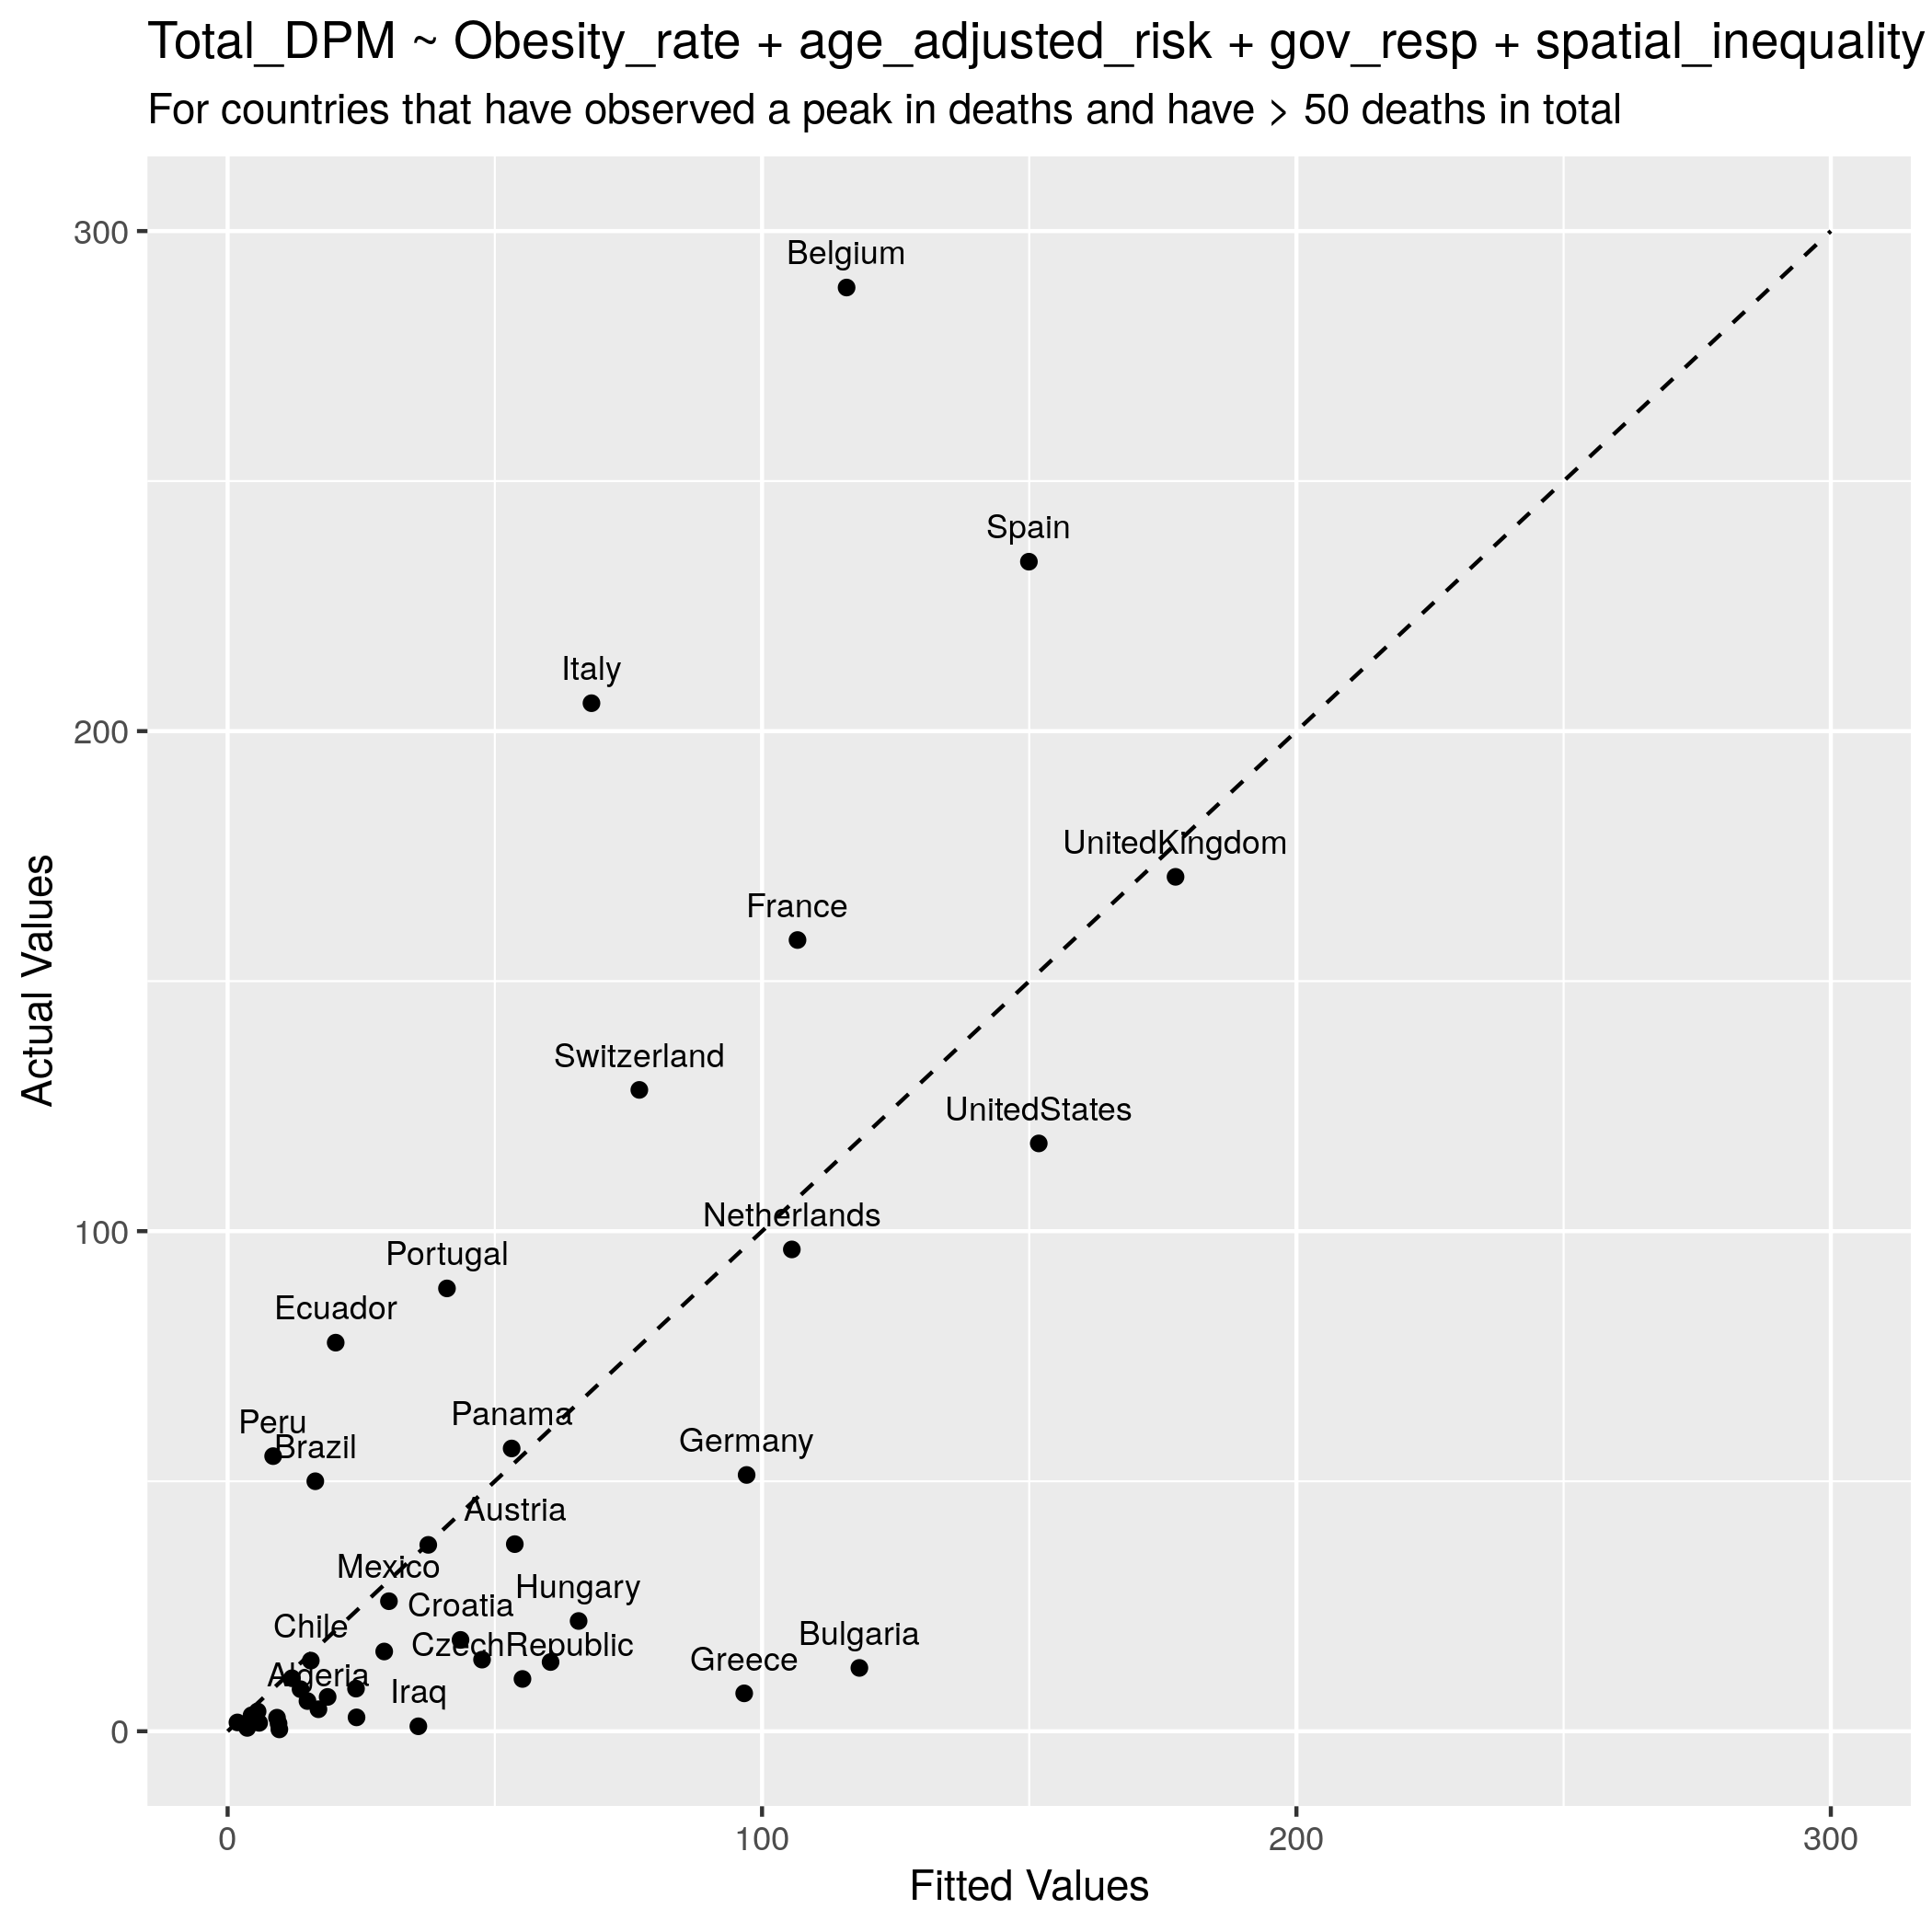 Total_DPM ~ Obesity_rate + age_adjusted_risk + gov_resp + spatial_inequality
For countries that have observed a peak in deaths and have > 50 deaths in total
300
Belgium
Spain
Italy
200
UnitedKingdom
France
Switzerland
UnitedStates
Netherlands
100
Portugal
Ecuador
Panama
Peru
Germany
Brazil
Austria
Mexico
Hungary
Croatia
Chile
Bulgaria
CzechRepublic
Greece
Algeria
Iraq
0
Actual Values
0 100 200 300
Fitted Values